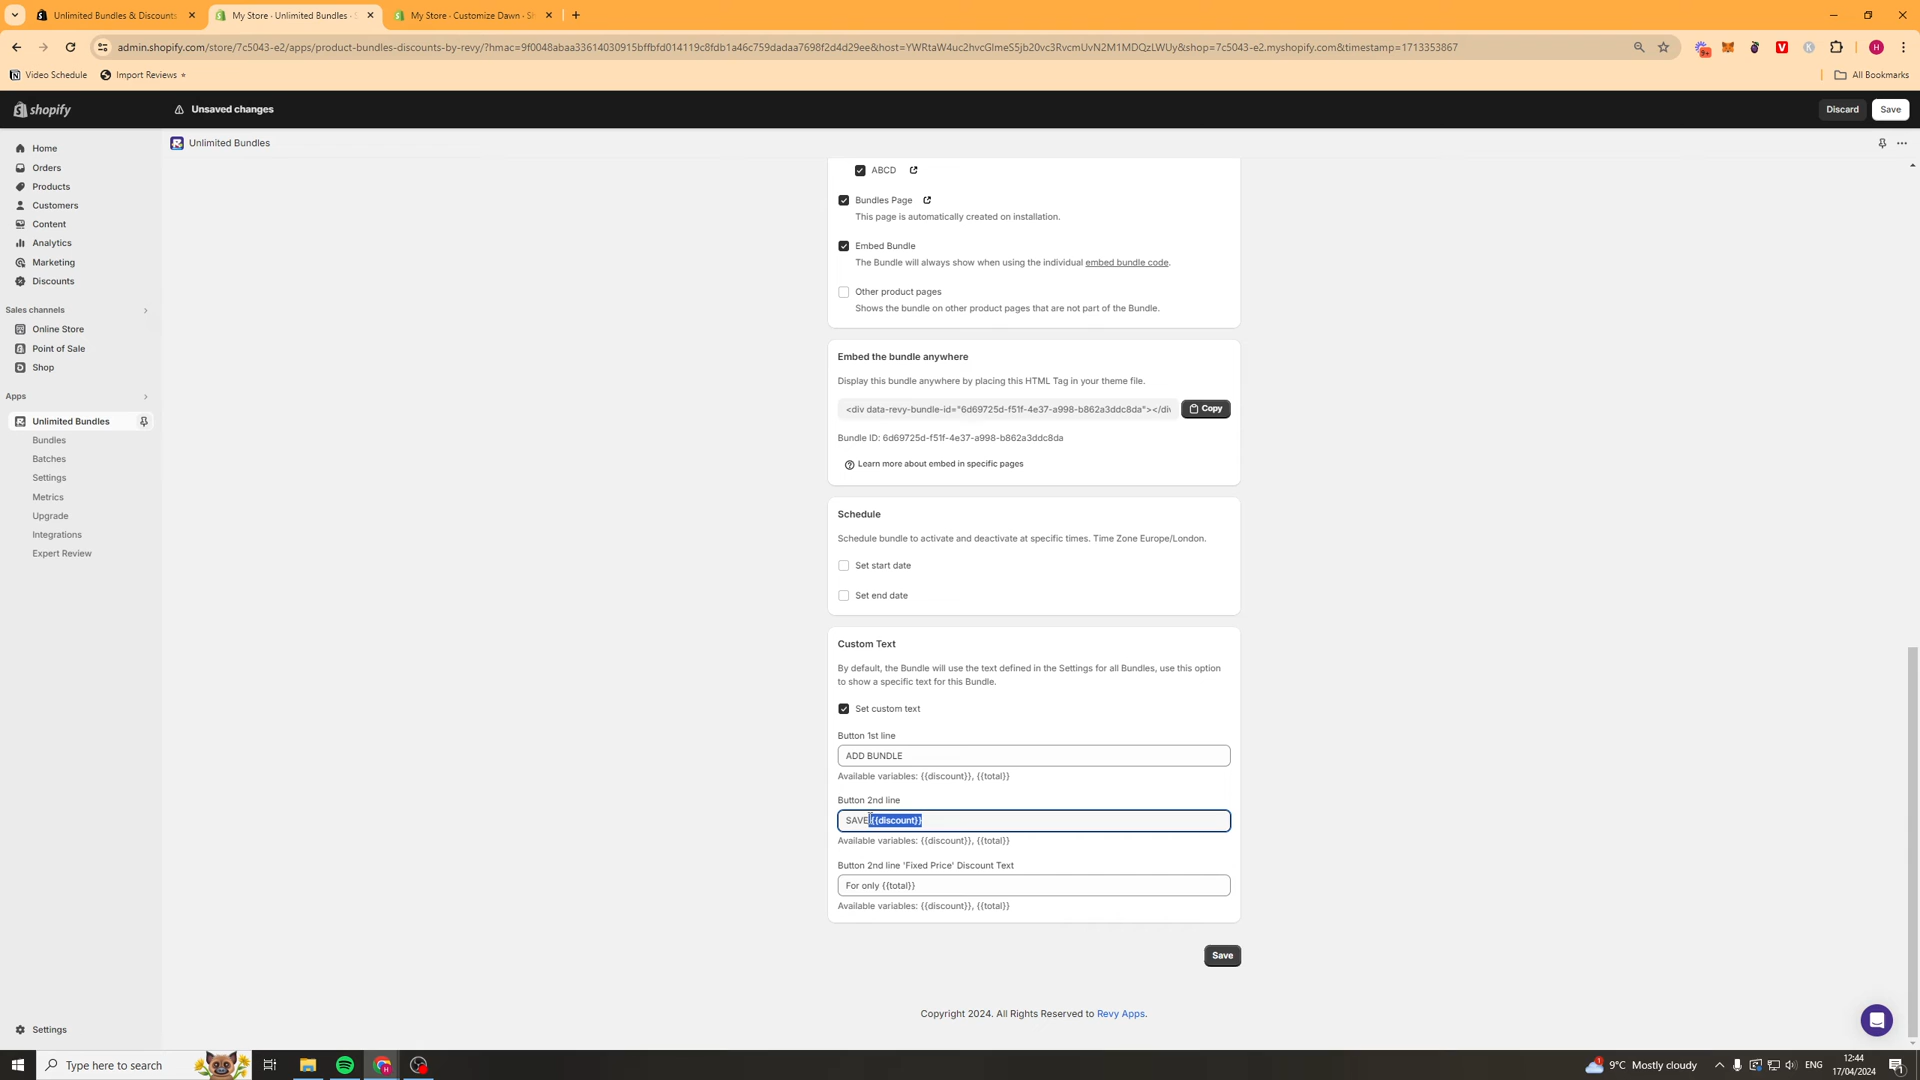 Unlimited Bundles & Discounts
My Store · Unlimited Bundles · S
My Store · Customize Dawn · Sh
admin.shopify.com/store/7c5043-e2/apps/product-bundles-discounts-by-revy/?hmac=9f0048abaa33614030915bffbfd014119c8fdb1a46c759dadaa7698f2d4d29ee&host=YWRtaW4uc2hvcGlmeS5jb20vc3RvcmUvN2M1MDQzLWUy&shop=7c5043-e2.myshopify.com&timestamp=1713353867
Video Schedule
Import Reviews
All Bookmarks
shopify
Unsaved changes
Discard
Save
Unlimited Bundles
Home
Orders
Products
Customers
Content
Analytics
Marketing
Discounts
Sales channels
Online Store
Point of Sale
Shop
Apps
Unlimited Bundles
Bundles
Batches
Settings
Metrics
Upgrade
Integrations
Expert Review
Settings
ABCD
Bundles Page
This page is automatically created on installation.
Embed Bundle
The Bundle will always show when using the individual embed bundle code.
Other product pages
Shows the bundle on other product pages that are not part of the Bundle.
Embed the bundle anywhere
Display this bundle anywhere by placing this HTML Tag in your theme file.
<div data-revy-bundle-id="6d69725d-f51f-4e37-a998-b862a3ddc8da"></div
Copy
Bundle ID: 6d69725d-f51f-4e37-a998-b862a3ddc8da
Learn more about embed in specific pages
Schedule
Schedule bundle to activate and deactivate at specific times. Time Zone Europe/London.
Set start date
Set end date
Custom Text
By default, the Bundle will use the text defined in the Settings for all Bundles, use this option
to show a specific text for this Bundle.
Set custom text
Button 1st line
ADD BUNDLE
Available variables: {{discount}}, {{total}}
Button 2nd line
SAVE {{discount}}
Available variables: {{discount}}, {{total}}
Button 2nd line 'Fixed Price' Discount Text
For only {{total}}
Available variables: {{discount}}, {{total}}
Save
Copyright 2024. All Rights Reserved to Revy Apps.
Type here to search
9°C Mostly cloudy
ENG
12:44
17/04/2024